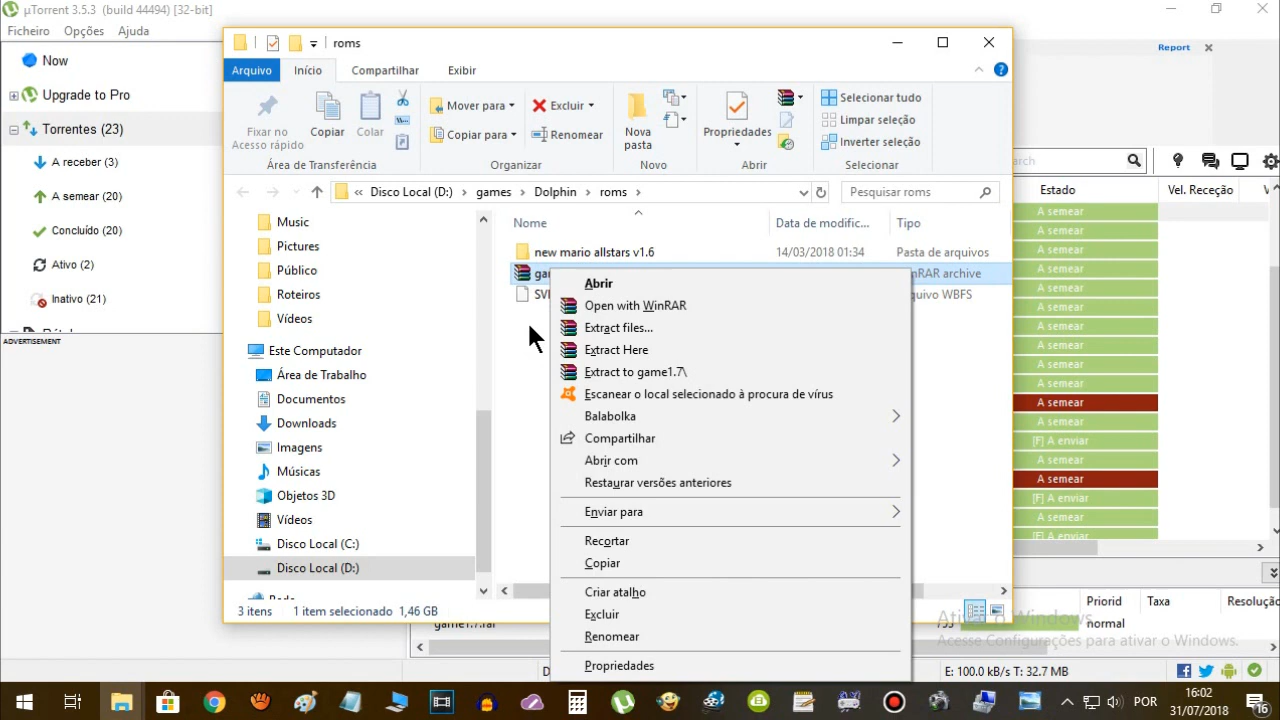 µTorrent 3.5.3 (build 44494) [32-bit]
Ficheiro Opções Ajuda
Now
Upgrade to Pro
Torrentes (23)
A receber (3)
A semear (20)
Concluído (20)
Ativo (2)
Inativo (21)
ADVERTISEMENT
Report
roms
Arquivo Início Compartilhar Exibir
Fixar no
Acesso rápido
Copiar
Colar
Área de Transferência
Mover para
Copiar para
Excluir
Renomear
Organizar
Nova
pasta
Novo
Propriedades
Abrir
Selecionar tudo
Limpar seleção
Inverter seleção
Selecionar
« Disco Local (D:) > games > Dolphin > roms >
Pesquisar roms
Music
Pictures
Público
Roteiros
Vídeos
Este Computador
Área de Trabalho
Documentos
Downloads
Imagens
Músicas
Objetos 3D
Vídeos
Disco Local (C:)
Disco Local (D:)
Nome Data de modific... Tipo
new mario allstars v1.6 14/03/2018 01:34 Pasta de arquivos
Abrir
Open with WinRAR
Extract files...
Extract Here
Extract to game1.7\
Escanear o local selecionado à procura de vírus
Balabolka
Compartilhar
Abrir com
Restaurar versões anteriores
Enviar para
Recortar
Copiar
Criar atalho
Excluir
Renomear
Propriedades
3 itens 1 item selecionado 1,46 GB
Estado Vel. Receção
A semear
A semear
A semear
A semear
A semear
A semear
A semear
A semear
A semear
A semear
A semear
A semear
[F] A enviar
A semear
A semear
[F] A enviar
A semear
[F] A enviar
Priorid Taxa Resolução
normal
game1.7.rar
Acesse Configurações para ativar o Windows.
E: 100.0 kB/s T: 32.7 MB
POR
16:02
31/07/2018
16